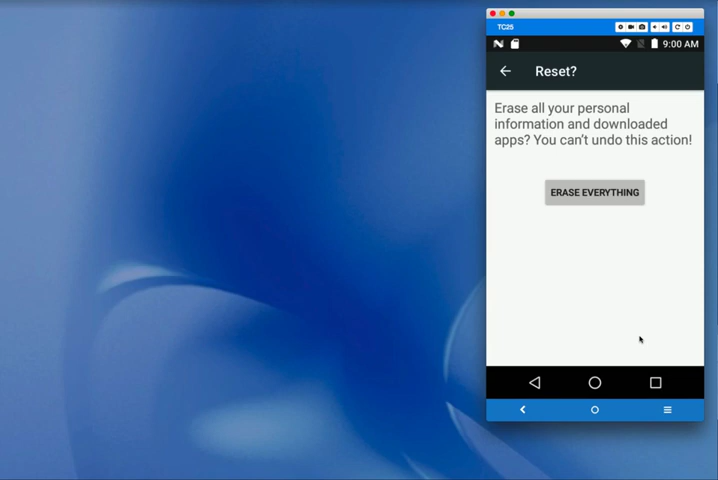 TC25
9:00 AM
Reset?
Erase all your personal
information and downloaded
apps? You can't undo this action!
ERASE EVERYTHING